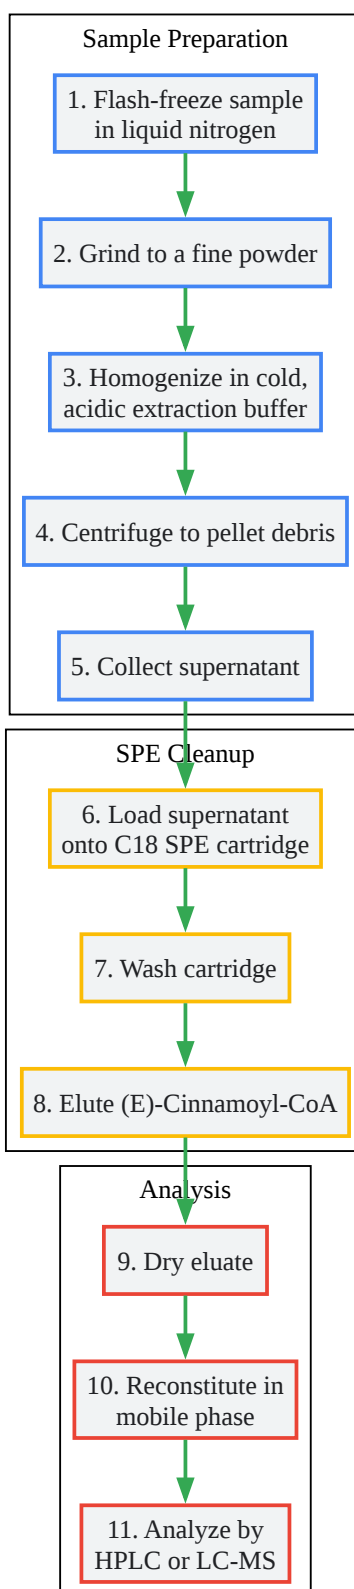 Sample Preparation
1. Flash-freeze sample
in liquid nitrogen
2. Grind to a fine powder
3. Homogenize in cold,
acidic extraction buffer
4. Centrifuge to pellet debris
5. Collect supernatant
SPE Cleanup
6. Load supernatant
onto C18 SPE cartridge
7. Wash cartridge
8. Elute (E)-Cinnamoyl-CoA
Analysis
9. Dry eluate
10. Reconstitute in
mobile phase
11. Analyze by
HPLC or LC-MS